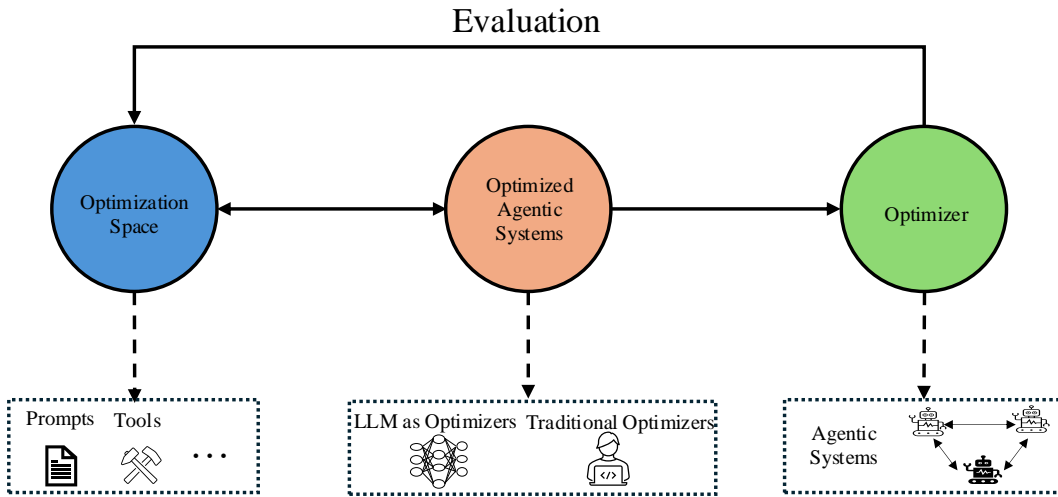 Evaluation
Optimization
Space
Optimized
Agentic
Systems
Optimizer
Prompts
Tools
...
LLM as Optimizers
Traditional Optimizers
Agentic
Systems